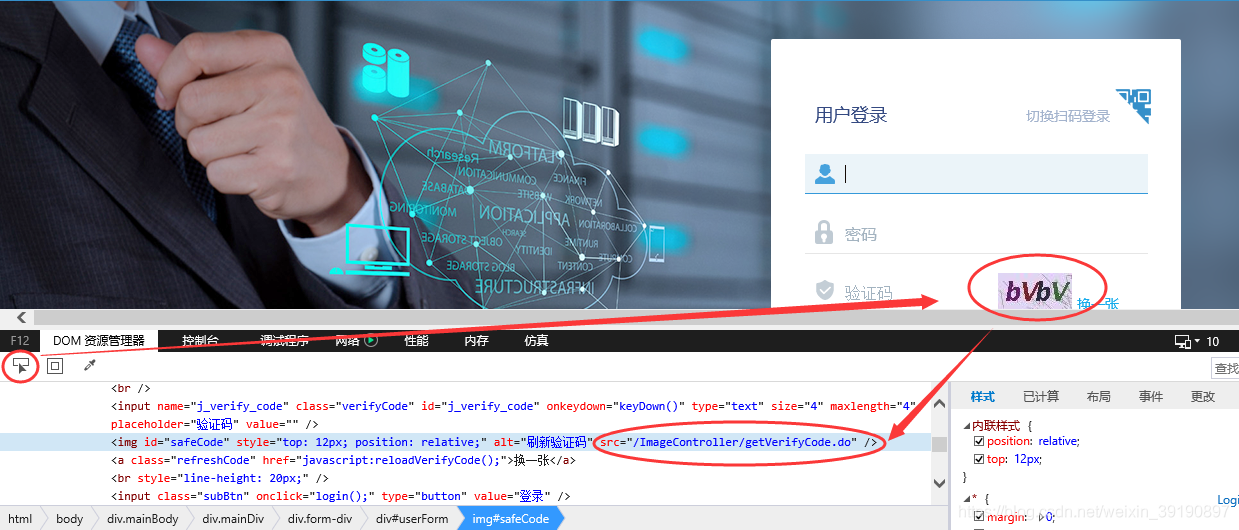 用户登录
切换扫码登录
密码
验证码
bVbV
换一张
Research
PLATFORM
COMMUNICATION
FINANCE
DATABASE
WEBSITE
NETWORK
MONITORING
APPLICATION
COLLABORATION
SEARCH
OBJECT STORAGE
IDENTITY
RUNTIME
COMPUTE
BLOG STORAGE
CONTENT
INFRASTRUCTURE
F12 DOM 资源管理器 控制台 调试程序 网络 性能 内存 仿真 10
查找
<br />
<input name="j_verify_code" class="verifyCode" id="j_verify_code" onkeydown="keyDown()" type="text" size="4" maxlength="4"
placeholder="验证码" value="" />
<img id="safeCode" style="top: 12px; position: relative;" alt="刷新验证码" src="/ImageController/getVerifyCode.do" />
<a class="refreshCode" href="javascript:reloadVerifyCode();">换一张</a>
<br style="line-height: 20px;" />
<input class="subBtn" onclick="login();" type="button" value="登录" />
html body div.mainBody div.mainDiv div.form-div div#userForm img#safeCode
样式 已计算 布局 事件 更改
内联样式 {
position: relative;
top: 12px;
}
* {
Logi
margin: 0;
https://blog.csdn.net/weixin_39190897